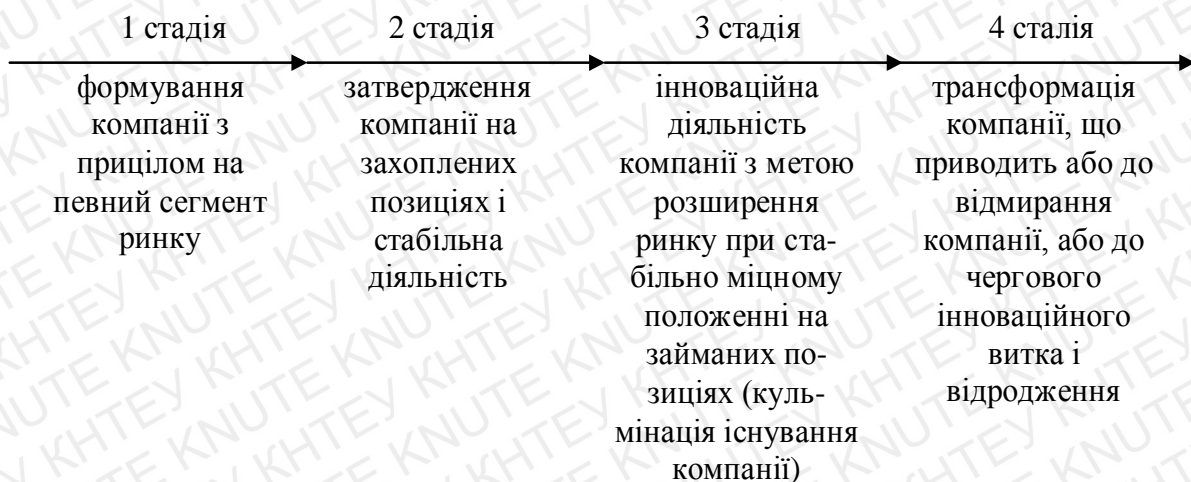 1 стадія
2 стадія
3 стадія
4 сталія
формування
компанії з
прицілом на
певний сегмент
ринку
затвердження
компанії на
захоплених
позиціях і
стабільна
діяльність
інноваційна
діяльність
компанії з метою
розширення
ринку при ста-
більно міцному
положенні на
займаних по-
зиціях (куль-
мінація існування
компанії)
трансформація
компанії, що
приводить або до
відмирання
компанії, або до
чергового
інноваційного
витка і
відродження